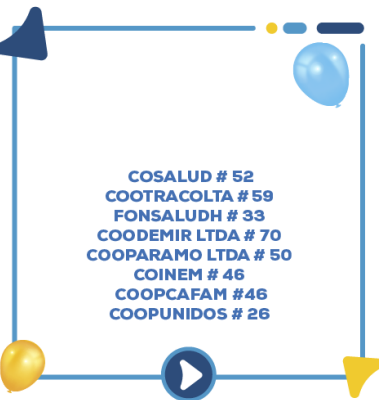 COSALUD # 52
COOTRACOLTA # 59
FONSALUDH # 33
COODEMIR LTDA # 70
COOPARAMO LTDA # 50
COINEM # 46
COOPCAFAM #46
COOPUNIDOS # 26